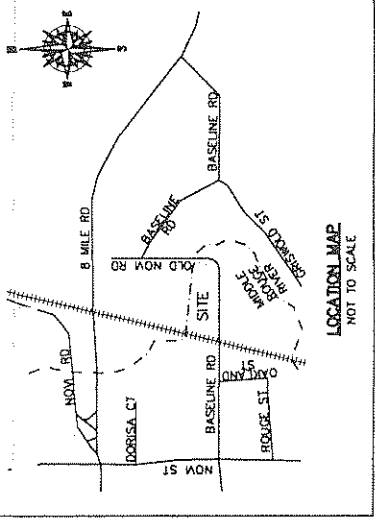 8 MILE RD
NOVI
RD
BASELINE
RD
BASELINE RD
OLD NOVI RD
GRISWOLD ST
MIDDLE
ROUGE
RIVER
SITE
DORISA CT
BASELINE RD
OAKLAND
ST
ROUGE ST
NOVI ST
LOCATION MAP
NOT TO SCALE